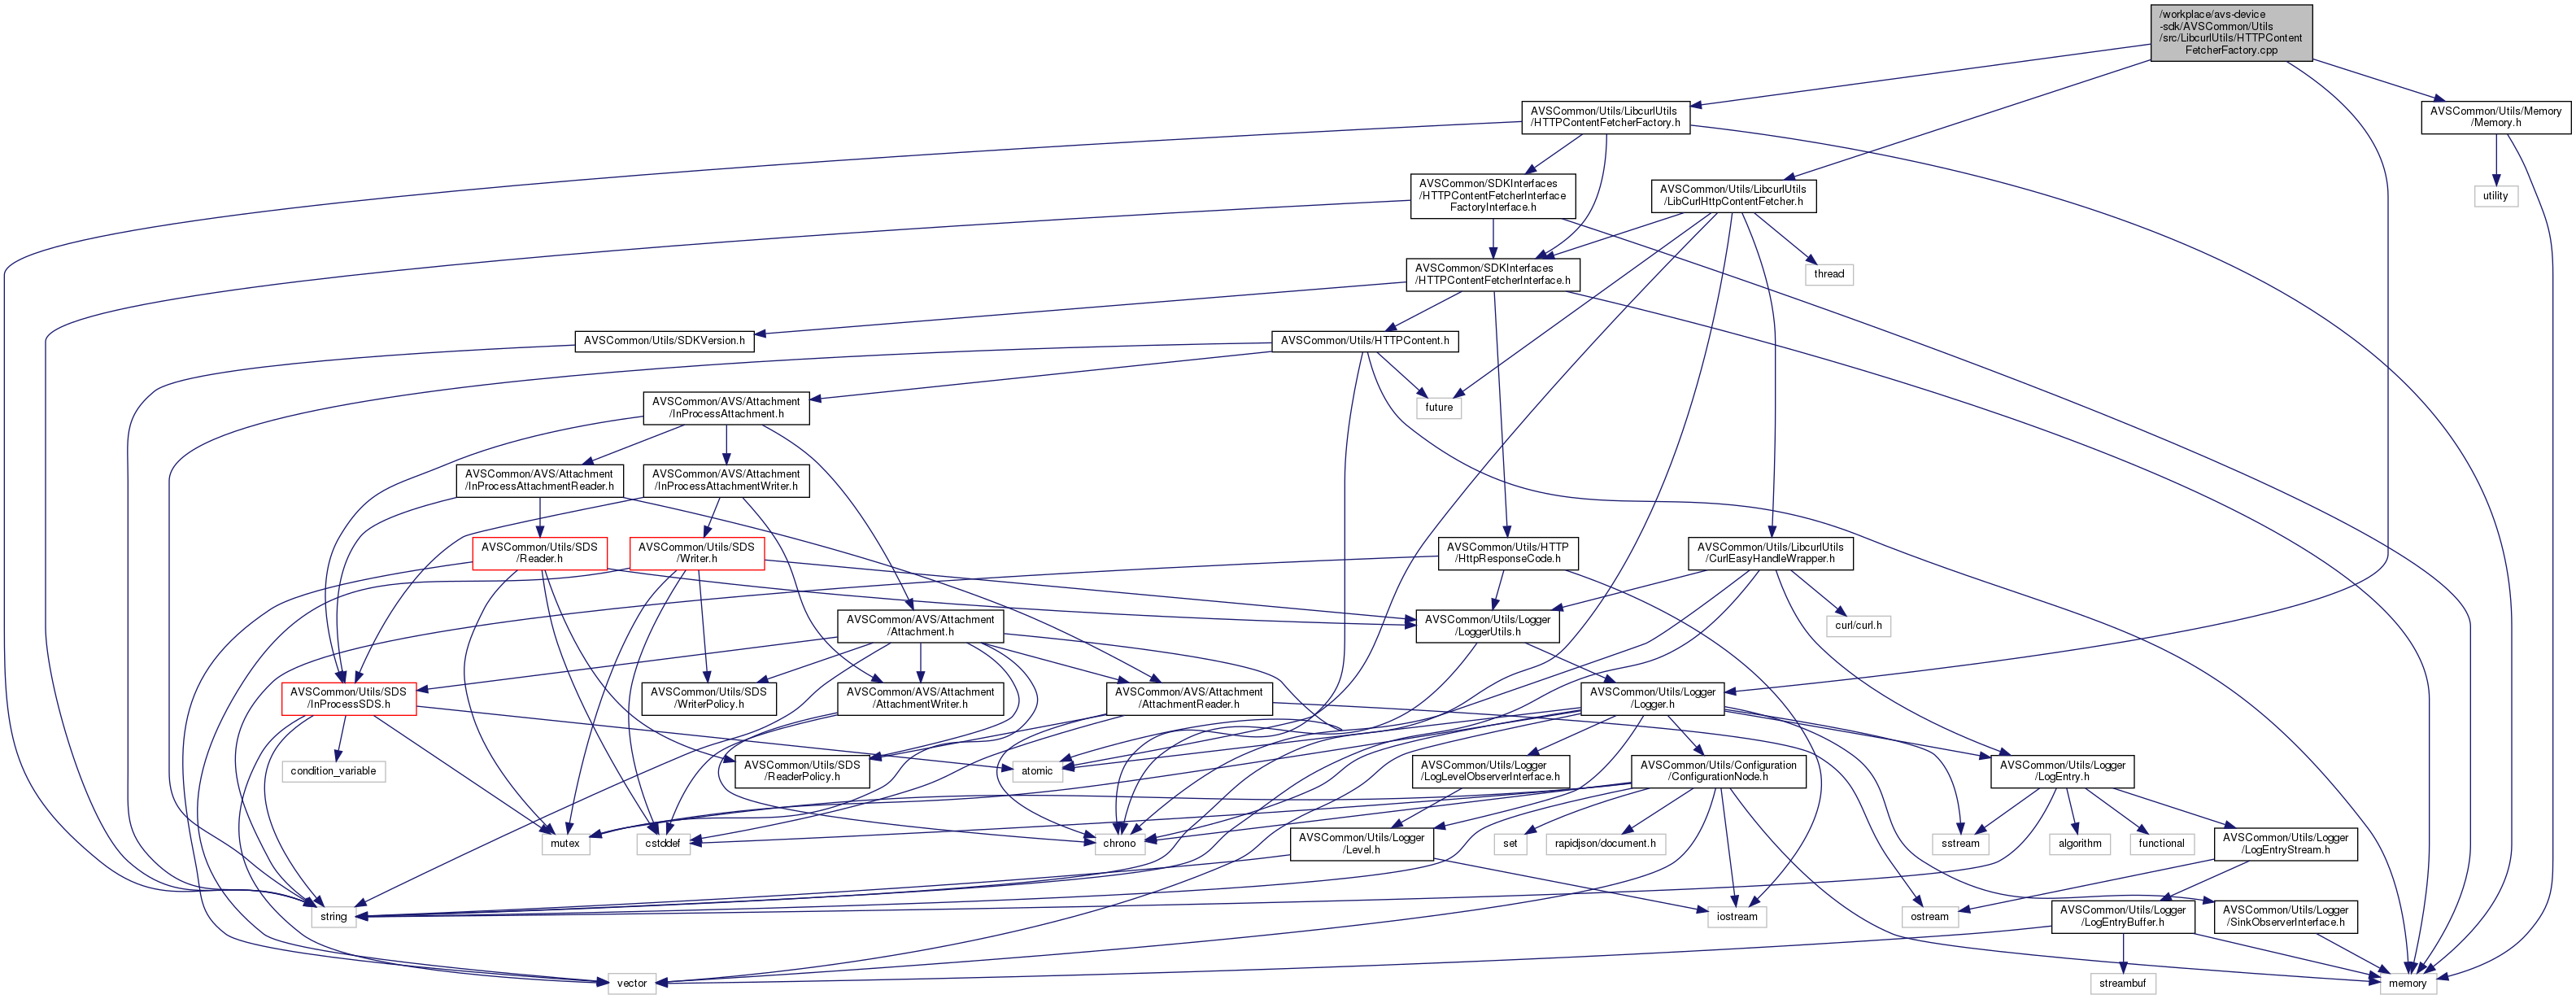 /workplace/avs-device
-sdk/AVSCommon/Utils
/src/LibcurlUtils/HTTPContent
FetcherFactory.cpp
AVSCommon/Utils/LibcurlUtils
/HTTPContentFetcherFactory.h
AVSCommon/Utils/Memory
/Memory.h
AVSCommon/SDKInterfaces
/HTTPContentFetcherInterface
FactoryInterface.h
AVSCommon/Utils/LibcurlUtils
/LibCurlHttpContentFetcher.h
utility
AVSCommon/SDKInterfaces
/HTTPContentFetcherInterface.h
thread
AVSCommon/Utils/SDKVersion.h
AVSCommon/Utils/HTTPContent.h
AVSCommon/AVS/Attachment
/InProcessAttachment.h
future
AVSCommon/AVS/Attachment
/InProcessAttachmentReader.h
AVSCommon/AVS/Attachment
/InProcessAttachmentWriter.h
AVSCommon/Utils/SDS
/Reader.h
AVSCommon/Utils/SDS
/Writer.h
AVSCommon/Utils/HTTP
/HttpResponseCode.h
AVSCommon/Utils/LibcurlUtils
/CurlEasyHandleWrapper.h
AVSCommon/AVS/Attachment
/Attachment.h
AVSCommon/Utils/Logger
/LoggerUtils.h
curl/curl.h
AVSCommon/Utils/SDS
/InProcessSDS.h
AVSCommon/Utils/SDS
/WriterPolicy.h
AVSCommon/AVS/Attachment
/AttachmentWriter.h
AVSCommon/AVS/Attachment
/AttachmentReader.h
AVSCommon/Utils/Logger
/Logger.h
condition_variable
AVSCommon/Utils/SDS
/ReaderPolicy.h
atomic
AVSCommon/Utils/Logger
/LogLevelObserverInterface.h
AVSCommon/Utils/Configuration
/ConfigurationNode.h
AVSCommon/Utils/Logger
/LogEntry.h
mutex
cstddef
chrono
AVSCommon/Utils/Logger
/Level.h
set
rapidjson/document.h
sstream
algorithm
functional
AVSCommon/Utils/Logger
/LogEntryStream.h
string
iostream
ostream
AVSCommon/Utils/Logger
/LogEntryBuffer.h
AVSCommon/Utils/Logger
/SinkObserverInterface.h
vector
streambuf
memory